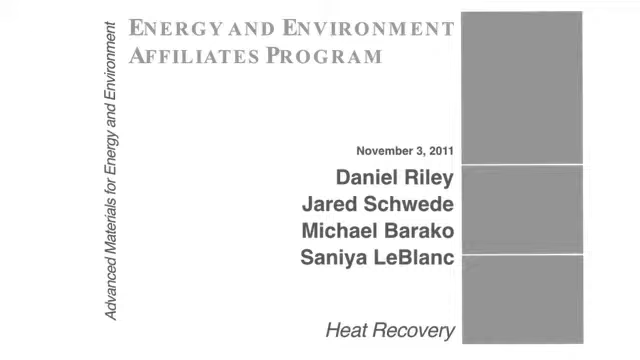 ENERGY AND ENVIRONMENT
AFFILIATES PROGRAM
Advanced Materials for Energy and Environment
November 3, 2011
Daniel Riley
Jared Schwede
Michael Barako
Saniya LeBlanc
Heat Recovery